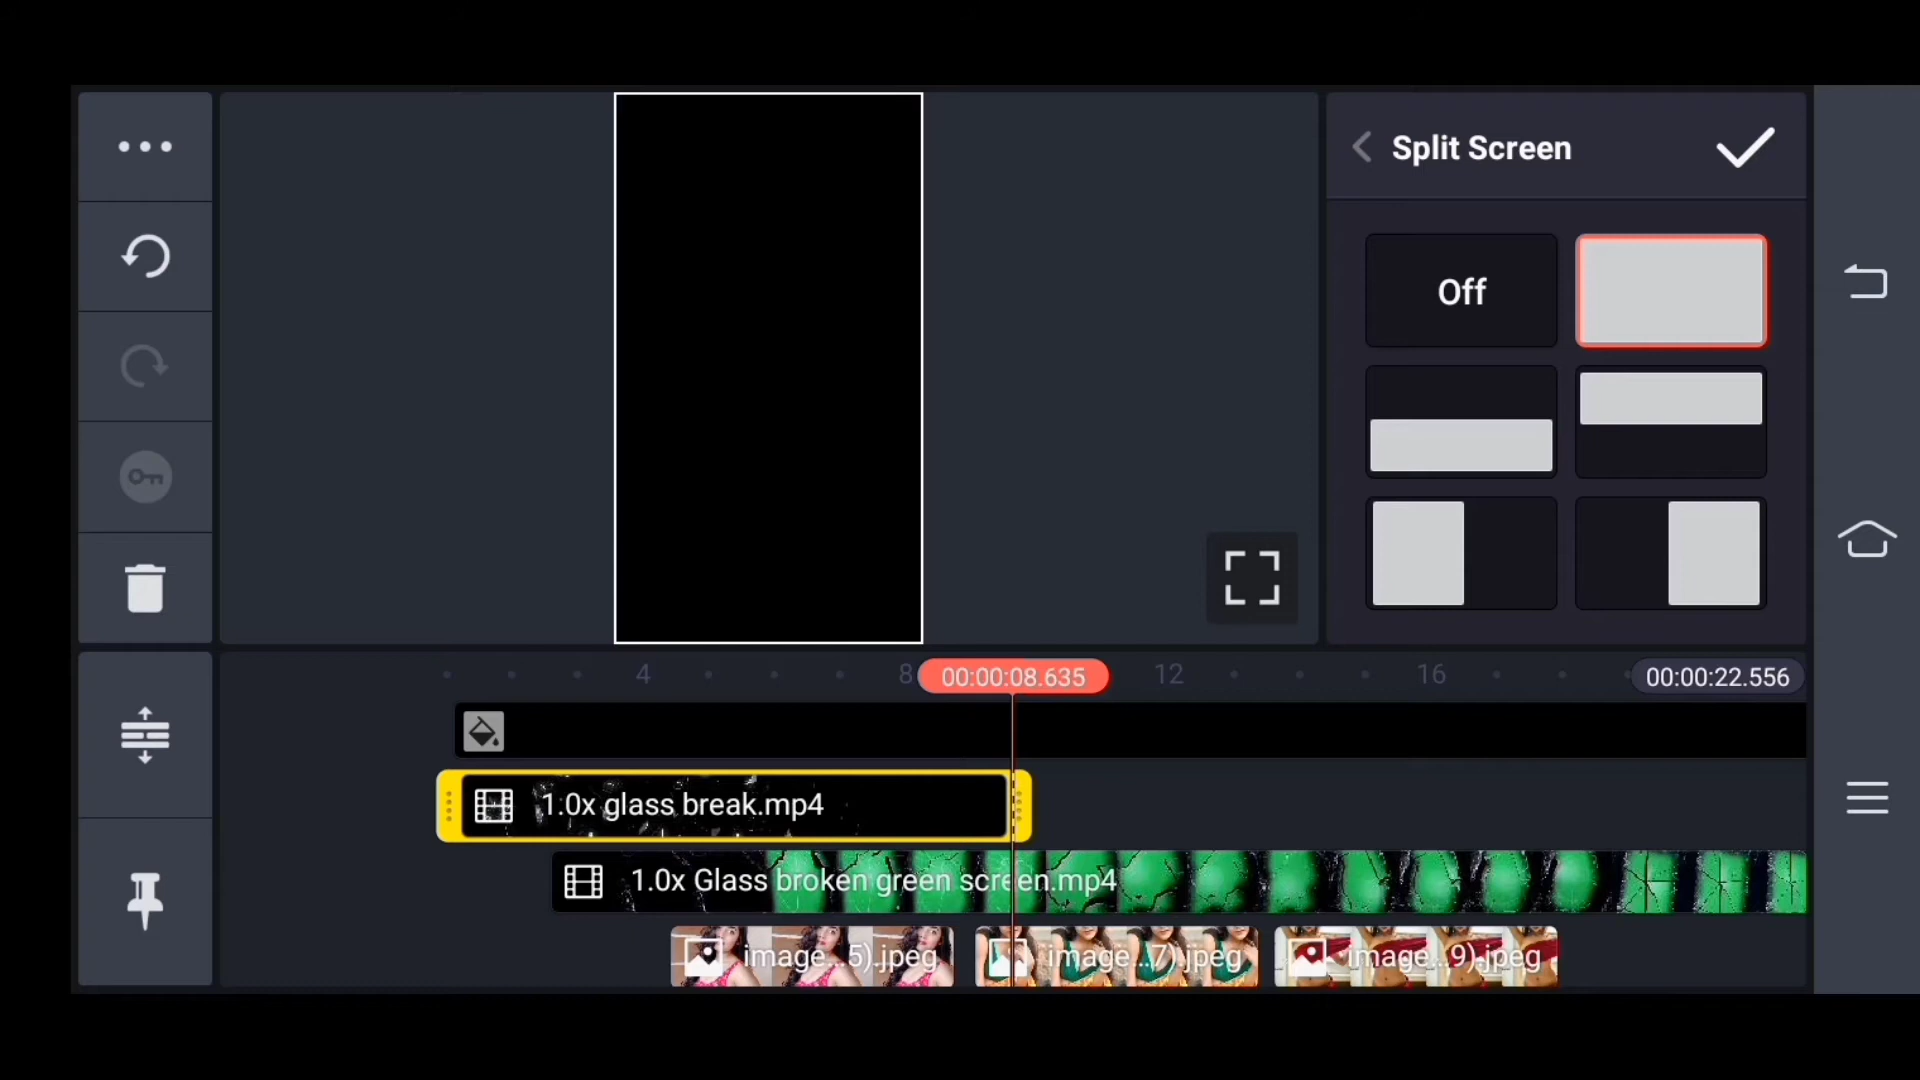 Split Screen
Off
4
8
00:00:08.635
12
16
00:00:22.556
1.0x glass break.mp4
1.0x Glass broken green screen.mp4
image...5).jpeg
image...7).jpeg
image...9).jpeg